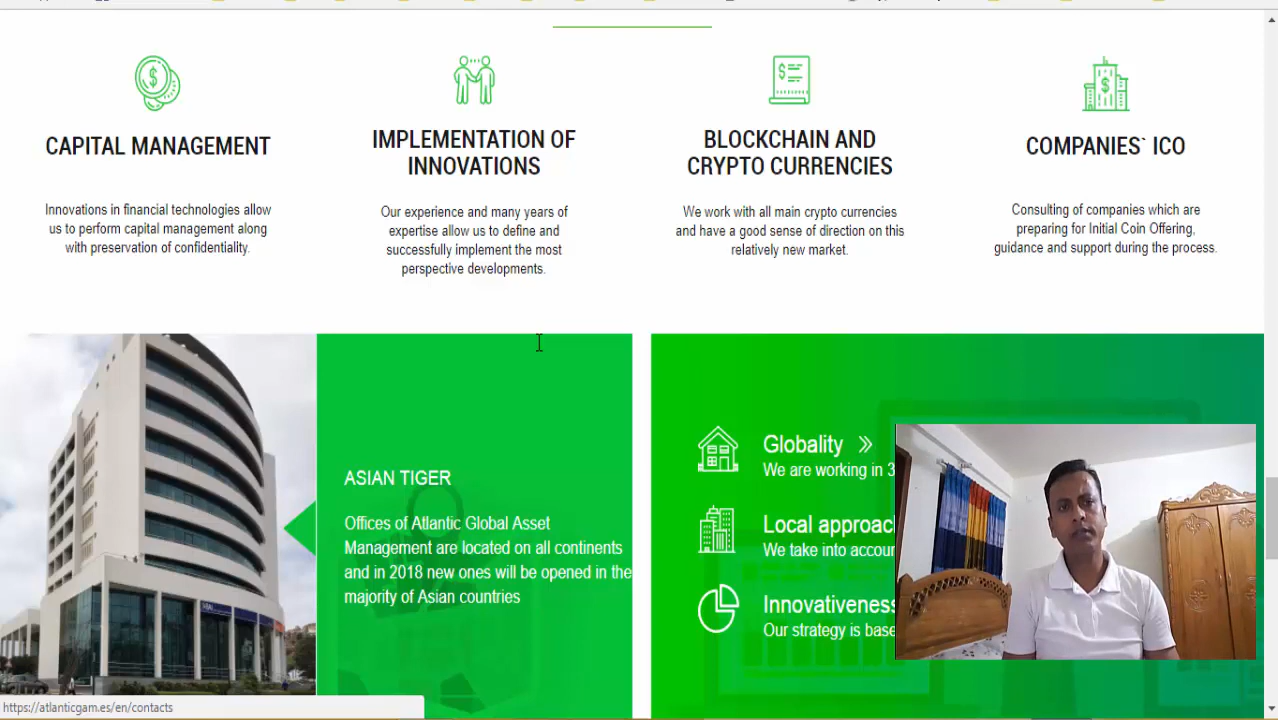 CAPITAL MANAGEMENT
Innovations in financial technologies allow
us to perform capital management along
with preservation of confidentiality.
IMPLEMENTATION OF
INNOVATIONS
Our experience and many years of
expertise allow us to define and
successfully implement the most
perspective developments.
BLOCKCHAIN AND
CRYPTO CURRENCIES
We work with all main crypto currencies
and have a good sense of direction on this
relatively new market.
COMPANIES` ICO
Consulting of companies which are
preparing for Initial Coin Offering,
guidance and support during the process.
ASIAN TIGER
Offices of Atlantic Global Asset
Management are located on all continents
and in 2018 new ones will be opened in the
majority of Asian countries
Globality
We are working in 3
Local approac
We take into accour
Innovativeness
Our strategy is base
https://atlanticgam.es/en/contacts